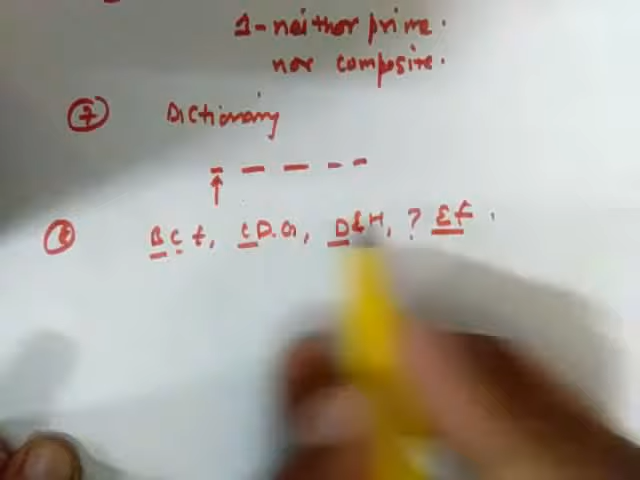 1-neither prime.
nor composite.
7 Dictionary
8 BCf, CDG, DEH, ? Ef.